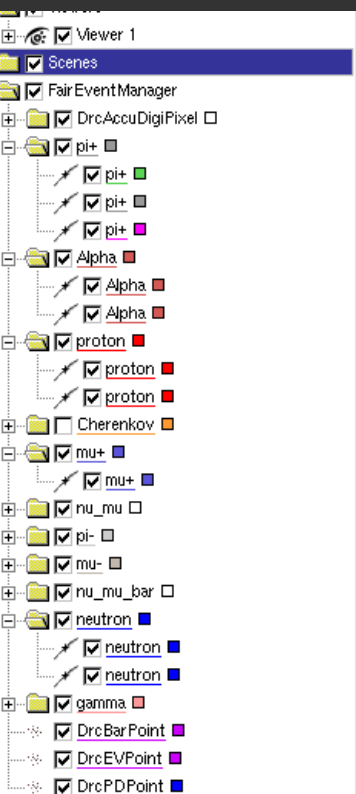 Viewer 1
Scenes
FairEventManager
DrcAccuDigiPixel
pi+
pi+
pi+
pi+
Alpha
Alpha
Alpha
proton
proton
proton
Cherenkov
mu+
mu+
nu_mu
pi-
mu-
nu_mu_bar
neutron
neutron
neutron
gamma
DrcBarPoint
DrcEVPoint
DrcPDPoint